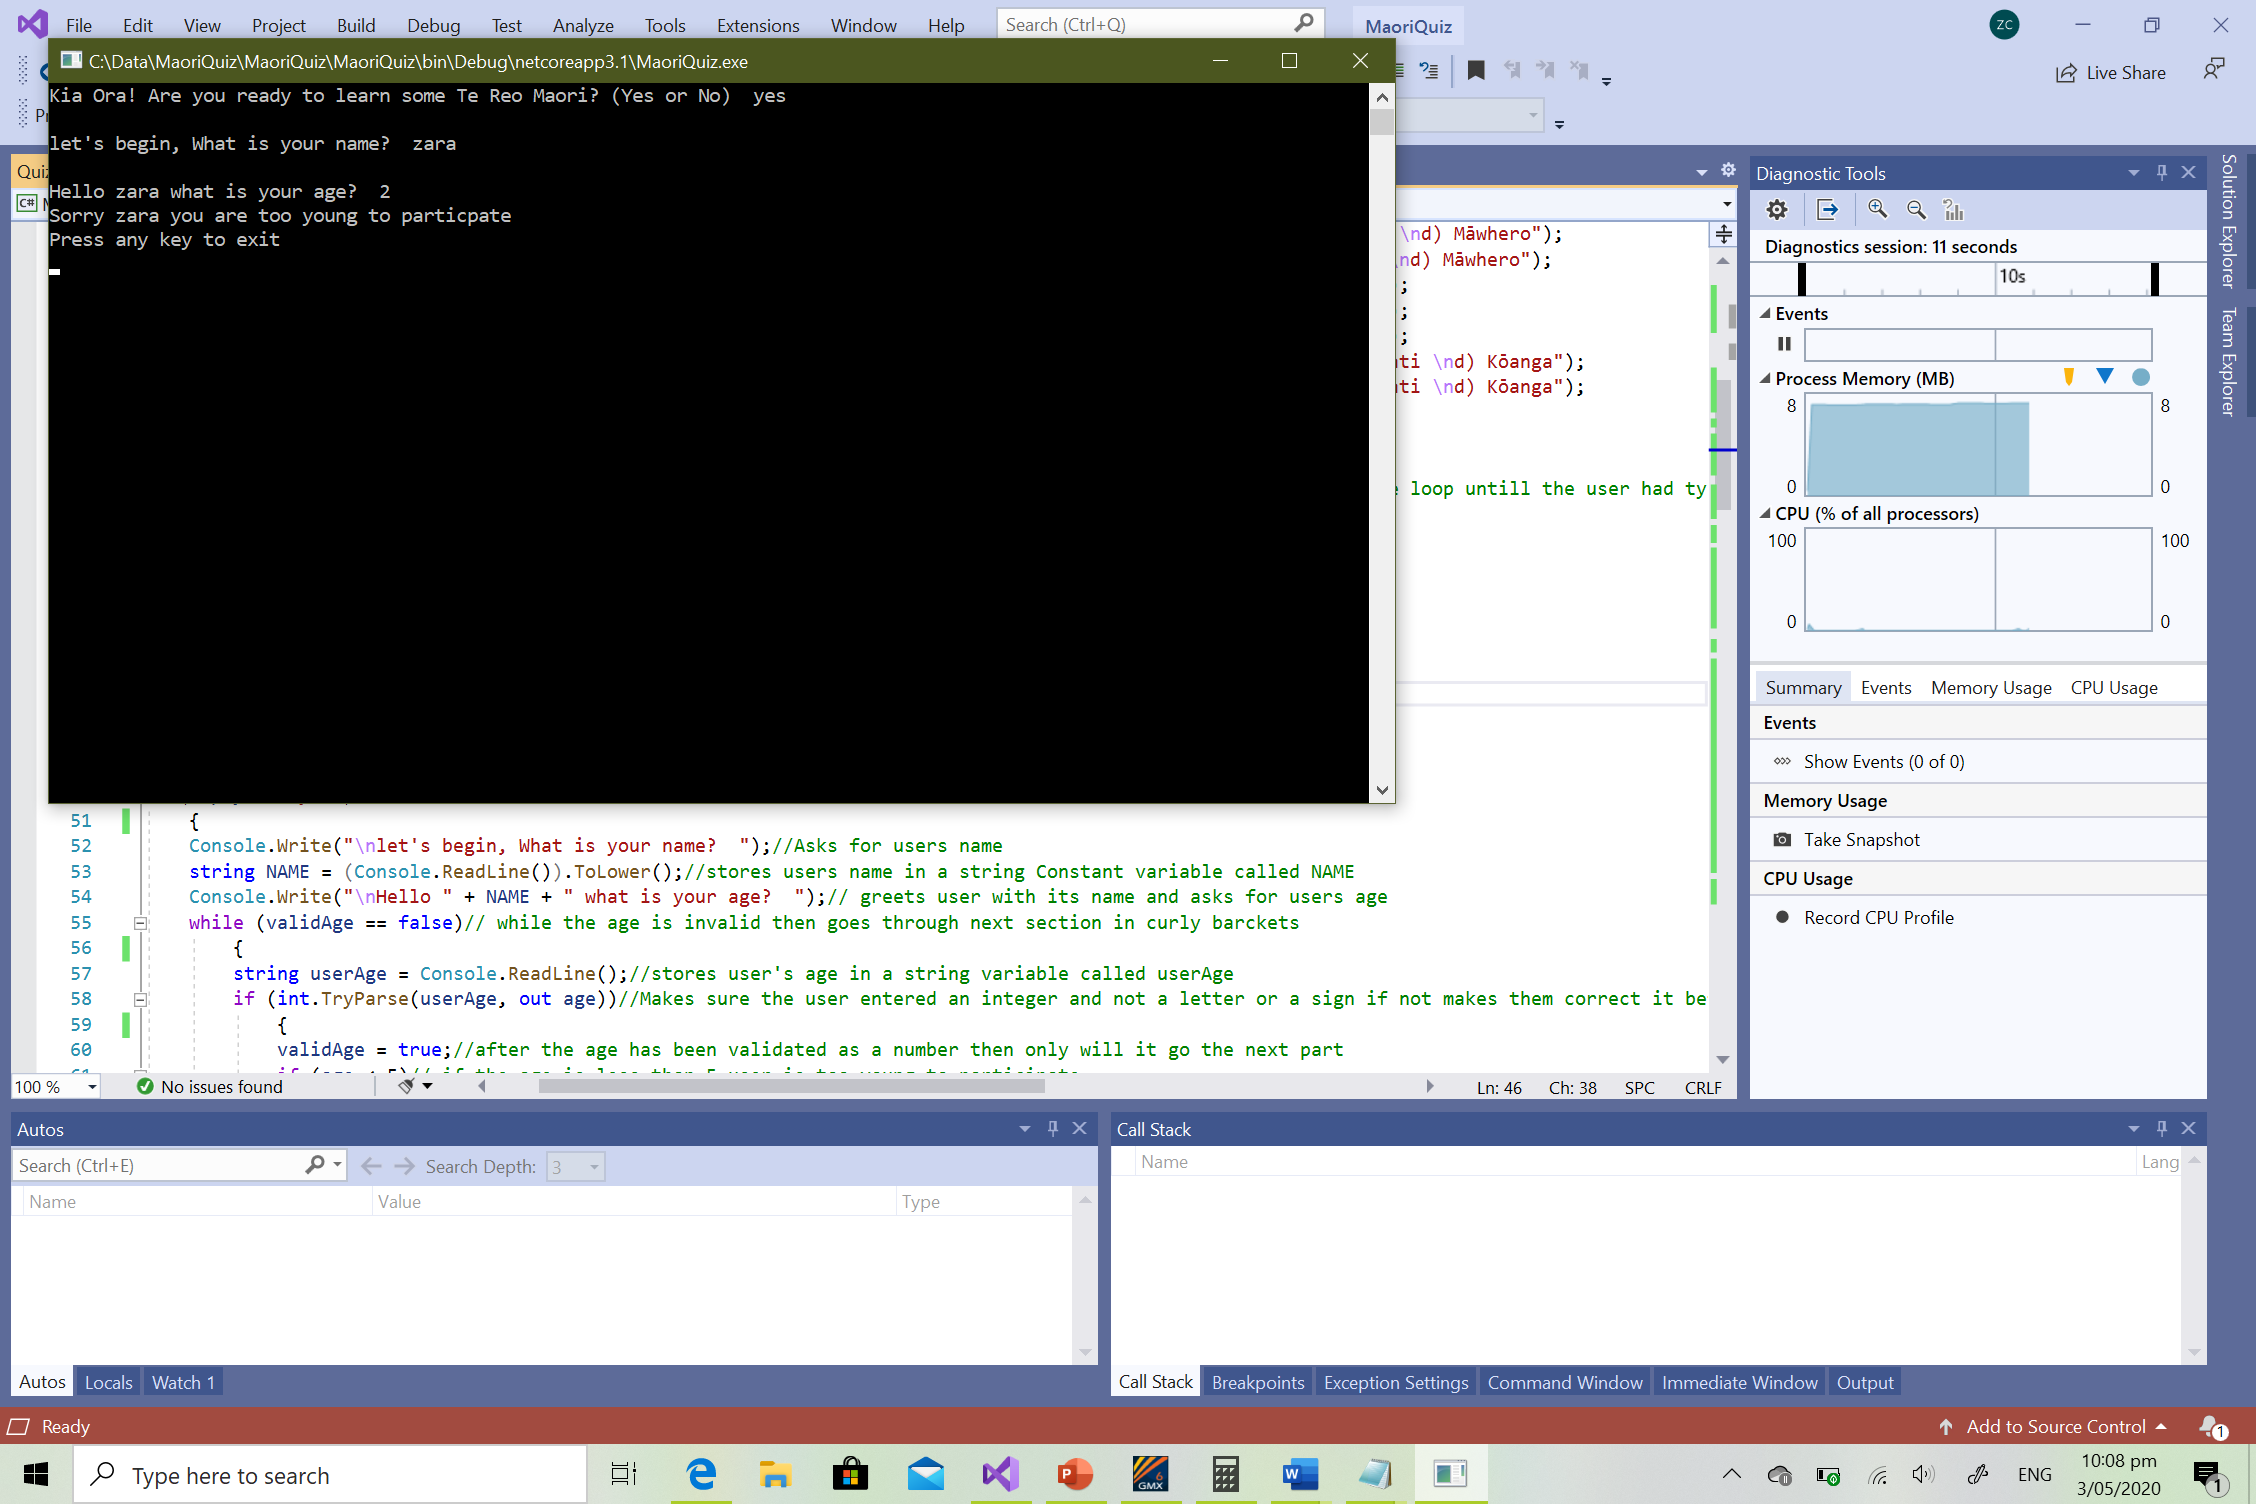 File Edit View Project Build Debug Test Analyze Tools Extensions Window Help Search (Ctrl+Q) MaoriQuiz ZC
C:\Data\MaoriQuiz\MaoriQuiz\MaoriQuiz\bin\Debug\netcoreapp3.1\MaoriQuiz.exe
Live Share
Kia Ora! Are you ready to learn some Te Reo Maori? (Yes or No)  yes
let's begin, What is your name?  zara
Hello zara what is your age?  2
Sorry zara you are too young to particpate
Press any key to exit
Quiz
C#
\nd) Māwhero");
\nd) Māwhero");
;
;
;
ti \nd) Kōanga");
ti \nd) Kōanga");
loop untill the user had ty
51 {
52 Console.Write("\nlet's begin, What is your name?  ");//Asks for users name
53 string NAME = (Console.ReadLine()).ToLower();//stores users name in a string Constant variable called NAME
54 Console.Write("\nHello " + NAME + " what is your age?  ");// greets user with its name and asks for users age
55 while (validAge == false)// while the age is invalid then goes through next section in curly barckets
56 {
57 string userAge = Console.ReadLine();//stores user's age in a string variable called userAge
58 if (int.TryParse(userAge, out age))//Makes sure the user entered an integer and not a letter or a sign if not makes them correct it be
59 {
60 validAge = true;//after the age has been validated as a number then only will it go the next part
100 % No issues found Ln: 46 Ch: 38 SPC CRLF
Diagnostic Tools
Diagnostics session: 11 seconds
10s
Events
Process Memory (MB)
8 8
0 0
CPU (% of all processors)
100 100
0 0
Summary Events Memory Usage CPU Usage
Events
Show Events (0 of 0)
Memory Usage
Take Snapshot
CPU Usage
Record CPU Profile
Solution Explorer
Team Explorer
Autos
Search (Ctrl+E) Search Depth: 3
Name Value Type
Autos Locals Watch 1
Call Stack
Name Lang
Call Stack Breakpoints Exception Settings Command Window Immediate Window Output
Ready Add to Source Control 1
Type here to search
P
6
GMX
W
ENG
10:08 pm
3/05/2020
1